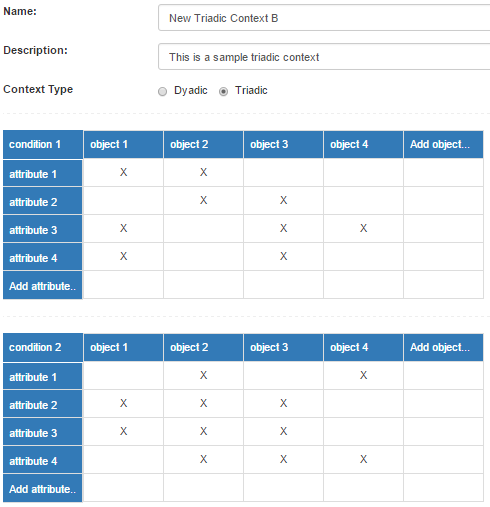 Name: New Triadic Context B
Description: This is a sample triadic context
Context Type Dyadic Triadic
condition 1 object 1 object 2 object 3 object 4 Add object...
attribute 1 X X
attribute 2 X X
attribute 3 X X X
attribute 4 X X
Add attribute..
condition 2 object 1 object 2 object 3 object 4 Add object...
attribute 1 X X
attribute 2 X X X
attribute 3 X X X
attribute 4 X X X
Add attribute..